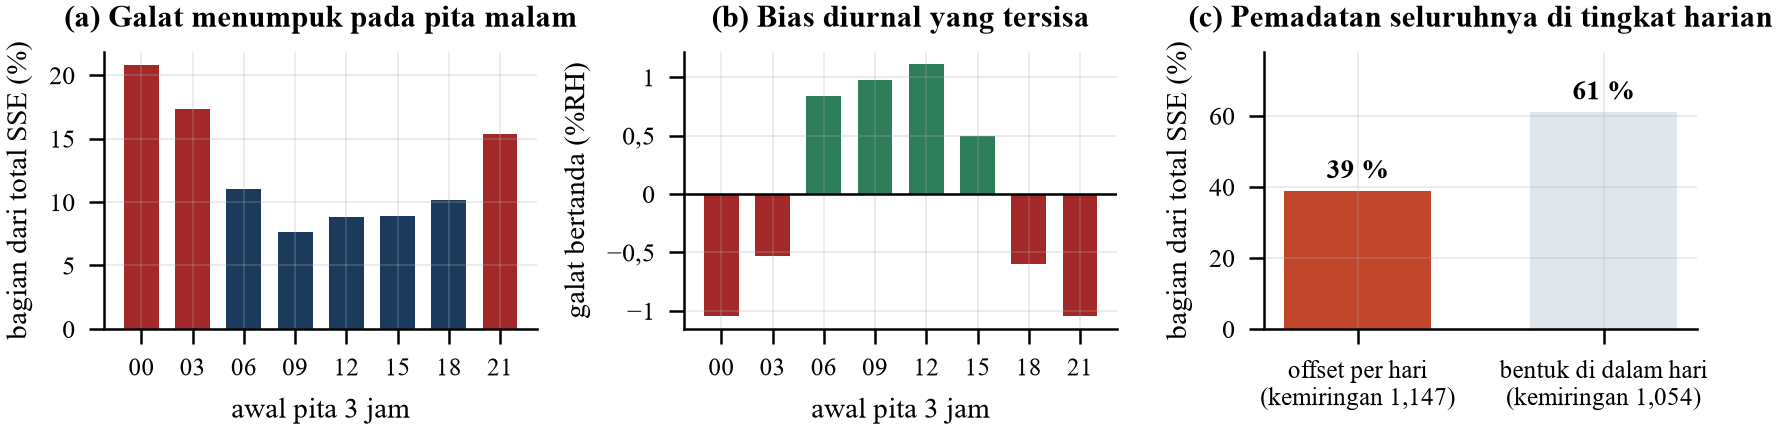 (a) Galat menumpuk pada pita malam
bagian dari total SSE (%)
20
15
10
5
0
00 03 06 09 12 15 18 21
awal pita 3 jam
(b) Bias diurnal yang tersisa
galat bertanda (%RH)
1
0,5
0
−0,5
−1
00 03 06 09 12 15 18 21
awal pita 3 jam
(c) Pemadatan seluruhnya di tingkat harian
bagian dari total SSE (%)
60
40
20
0
39 %
61 %
offset per hari
(kemiringan 1,147)
bentuk di dalam hari
(kemiringan 1,054)